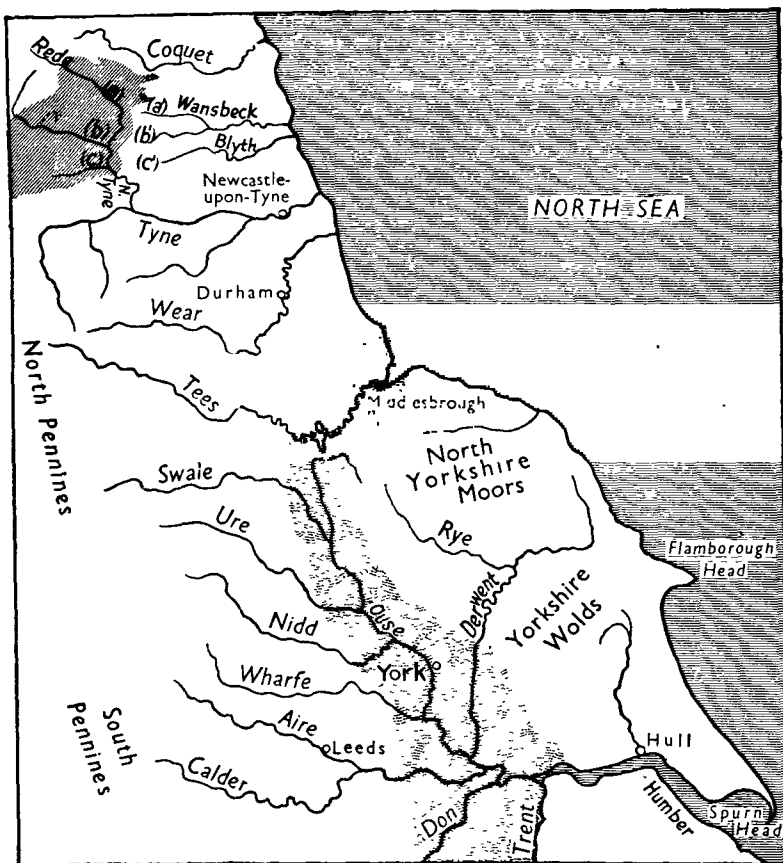 Coquet
Rede
(a)
(a) Wansbeck
(b)
(b)
Blyth
(c)
(c)
N. Tyne
Newcastle-
upon-Tyne
NORTH SEA
Tyne
Durham
Wear
North Pennines
Tees
North
Yorkshire
Moors
Swale
Ure
Rye
Flamborough
Head
Ouse
Derwent
Yorkshire
Wolds
Nidd
York
Wharfe
South
Pennines
Aire
Leeds
Hull
Calder
Don
Trent
Humber
Spurn
Head